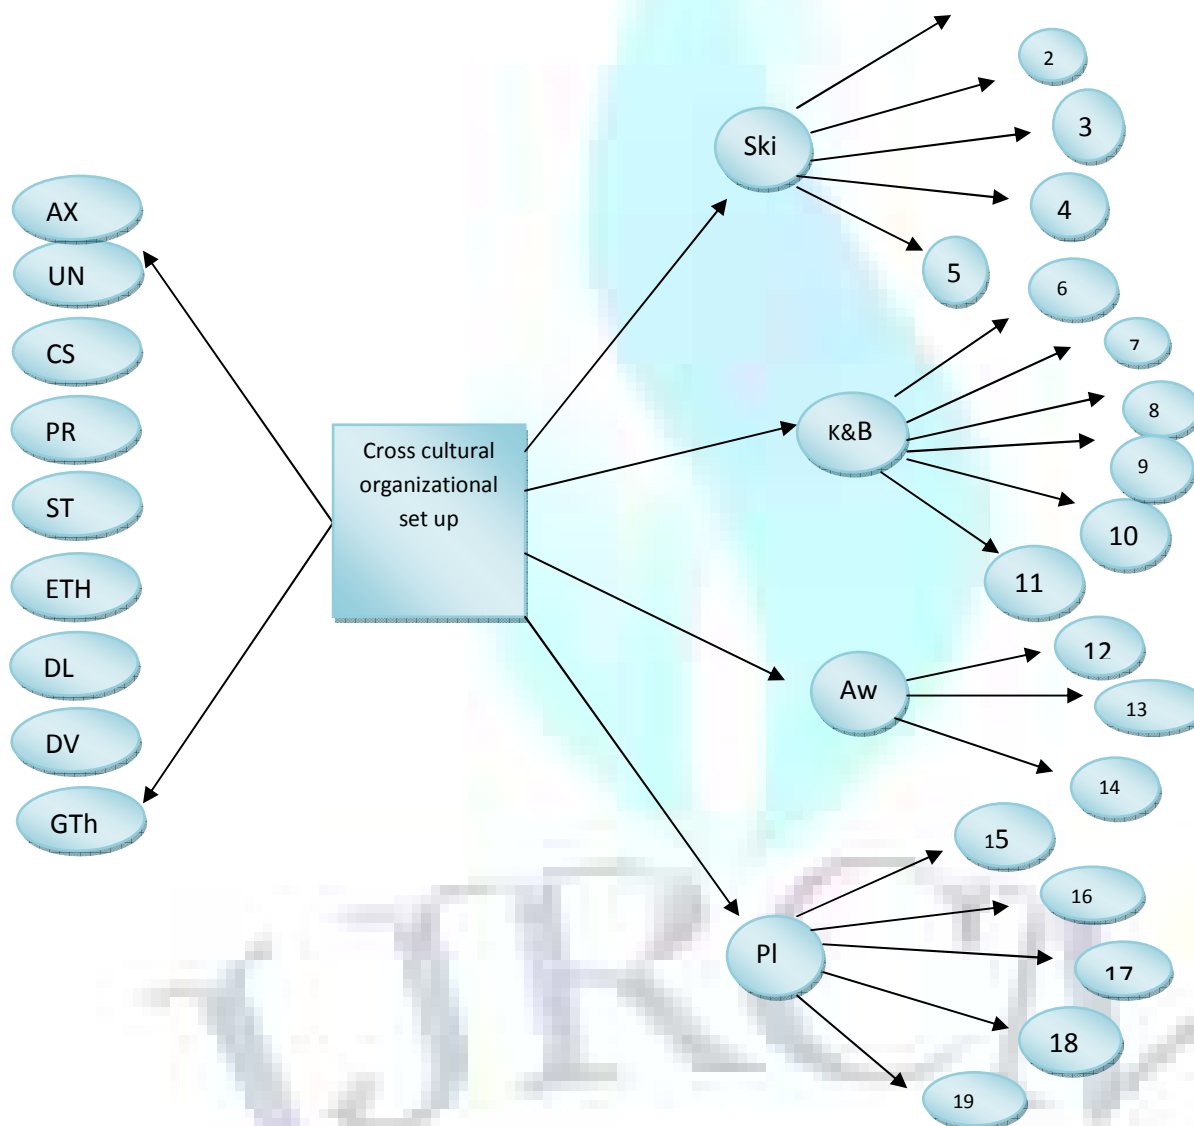 AX
UN
CS
PR
ST
ETH
DL
DV
GTh
Cross cultural
organizational
set up
Ski
2
3
4
5
K&B
6
7
8
9
10
11
Aw
12
13
14
Pl
15
16
17
18
19